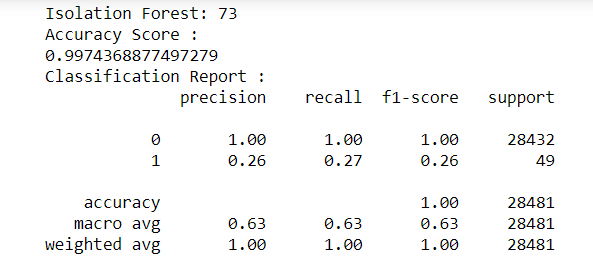 Isolation Forest: 73
Accuracy Score :
0.9974368877497279
Classification Report :
precision recall f1-score support
0 1.00 1.00 1.00 28432
1 0.26 0.27 0.26 49
accuracy 1.00 28481
macro avg 0.63 0.63 0.63 28481
weighted avg 1.00 1.00 1.00 28481